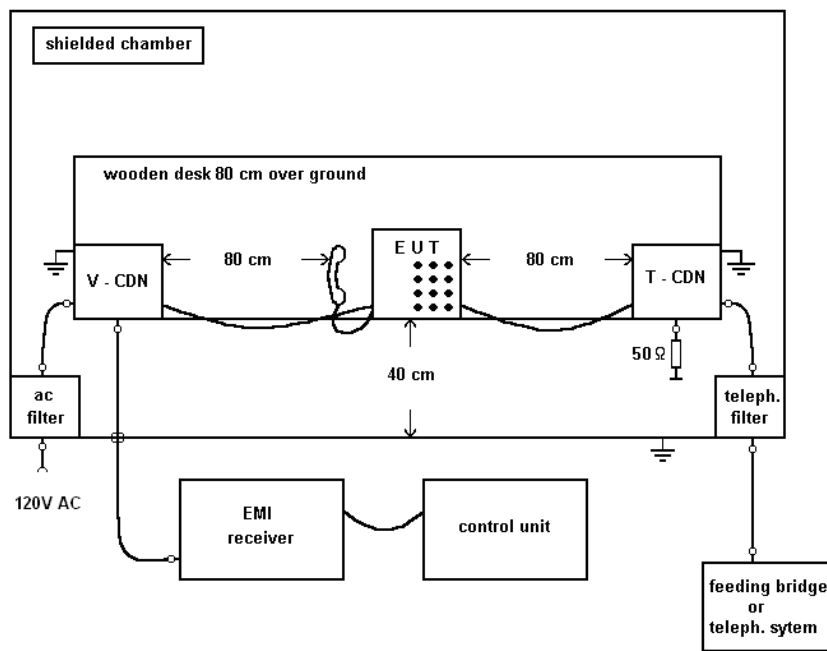 shielded chamber
wooden desk 80 cm over ground
E U T
80 cm
80 cm
V - CDN
T - CDN
50 Ω
40 cm
ac
filter
teleph.
filter
120V AC
EMI
receiver
control unit
feeding bridge
or
teleph. sytem